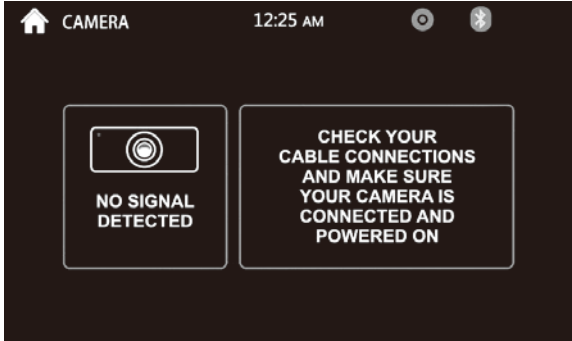 CAMERA
12:25 AM
NO SIGNAL
DETECTED
CHECK YOUR
CABLE CONNECTIONS
AND MAKE SURE
YOUR CAMERA IS
CONNECTED AND
POWERED ON